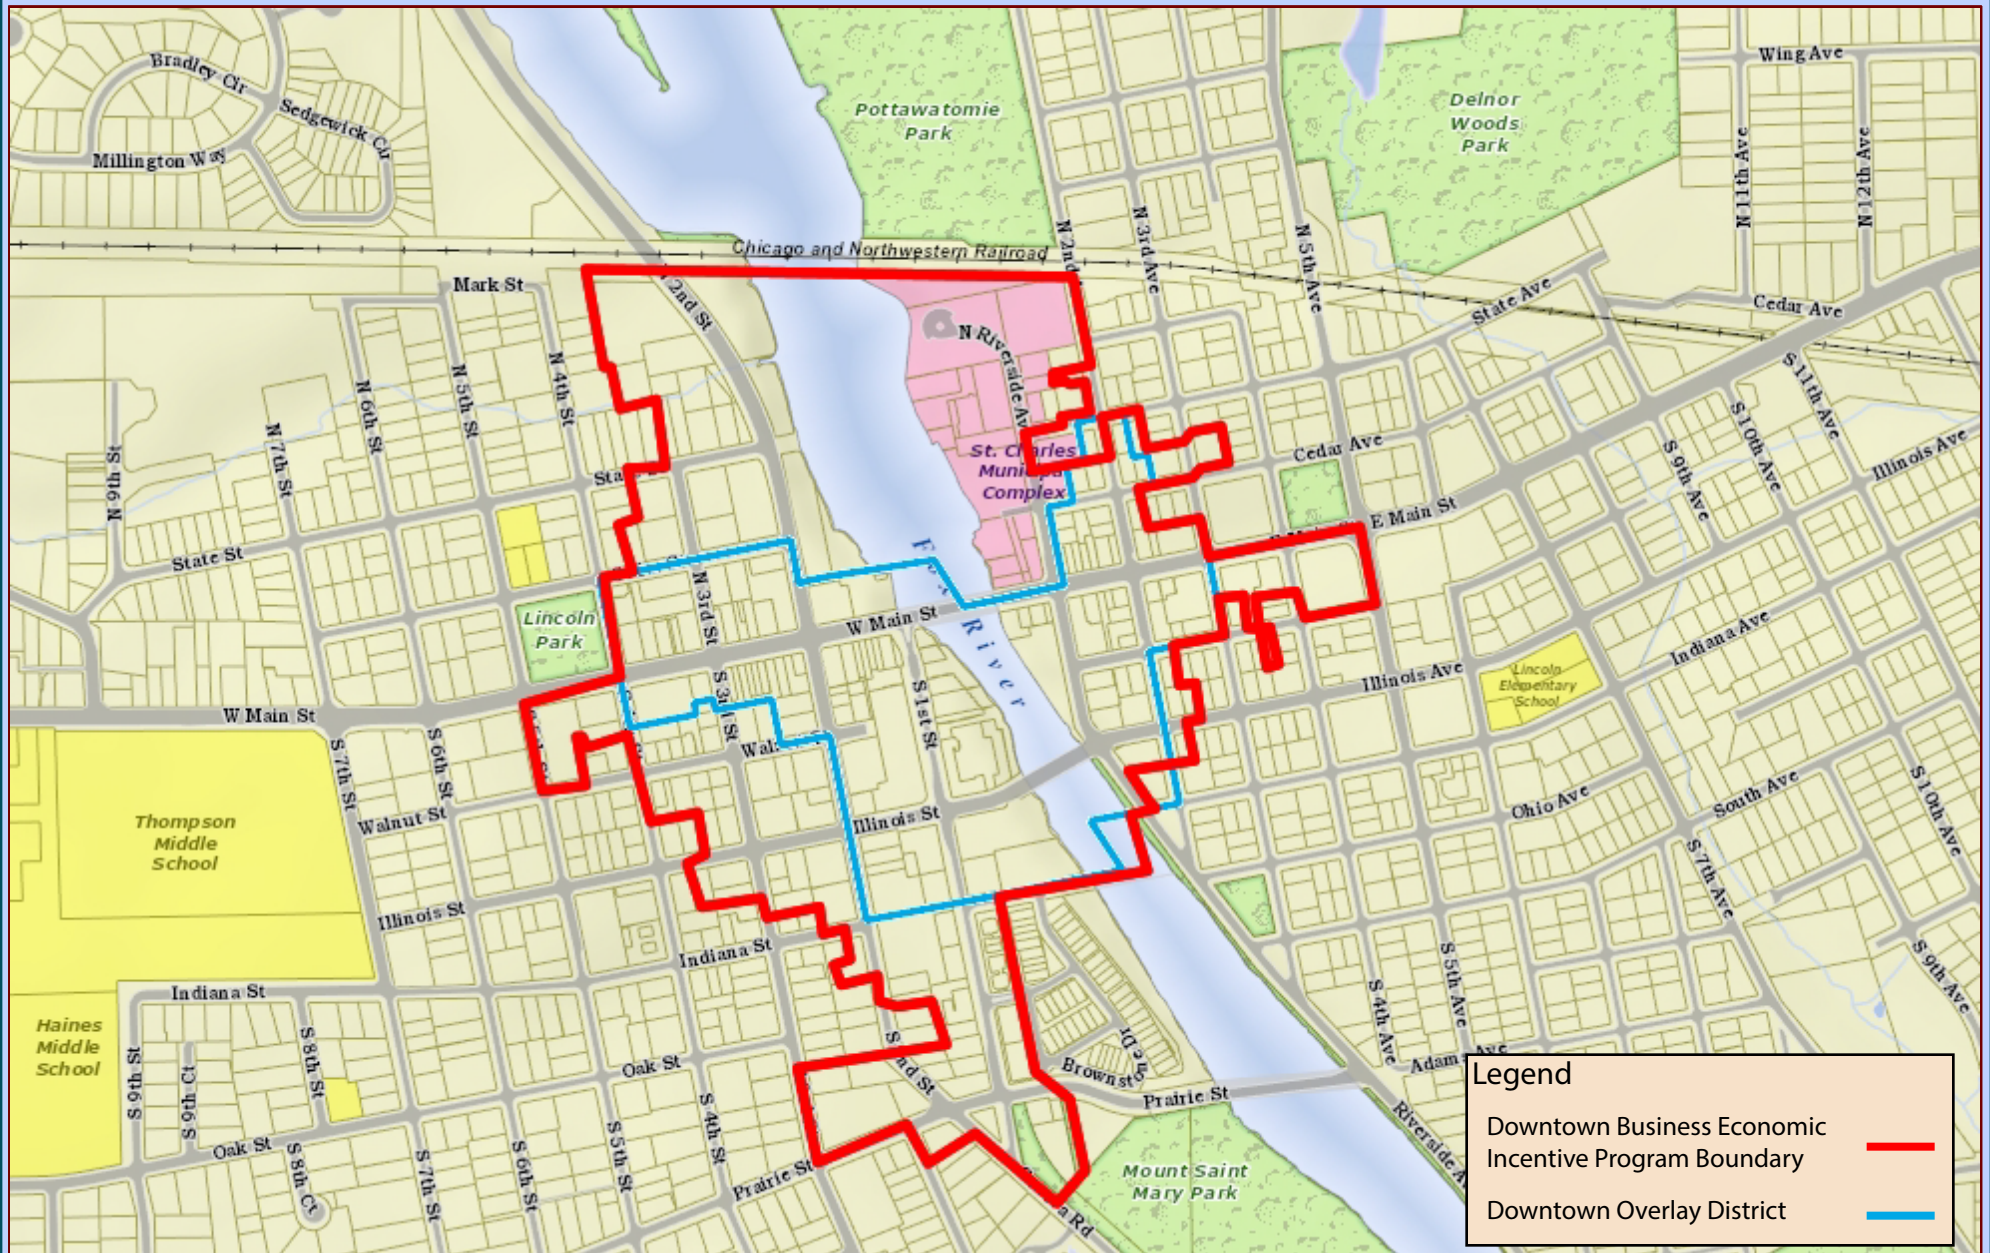 Bradley Cir
Sedgewick Cir
Millington Way
Pottawatomie
Park
Delnor
Woods
Park
Wing Ave
N 11th Ave
N 12th Ave
Chicago and Northwestern Railroad
N 2nd
N 3rd Ave
N 5th Ave
Mark St
2nd St
State Ave
Cedar Ave
N Riverside Ave
N 4th St
N 5th St
N 6th St
N 7th St
N 9th St
S 11th Ave
S 10th Ave
S 9th Ave
Illinois Ave
Cedar Ave
St. Charles
Municipal
Complex
E Main St
State St
Fox River
N 3rd St
Lincoln
Park
W Main St
W Main St
S 3rd St
S 1st St
Illinois Ave
Indiana Ave
Lincoln
Elementary
School
S 7th St
S 6th St
Walnut St
Thompson
Middle
School
Illinois St
Illinois St
Ohio Ave
South Ave
S 10th Ave
S 7th Ave
Indiana St
Indiana St
S 5th Ave
S 4th Ave
S 9th Ave
Haines
Middle
School
S 9th St
S 9th Ct
S 8th St
Oak St
Oak St
S 8th Ct
S 7th St
S 6th St
S 5th St
S 4th St
Prairie St
Prairie St
Mount Saint
Mary Park
Riverside A
Legend
Downtown Business Economic
Incentive Program Boundary
Downtown Overlay District